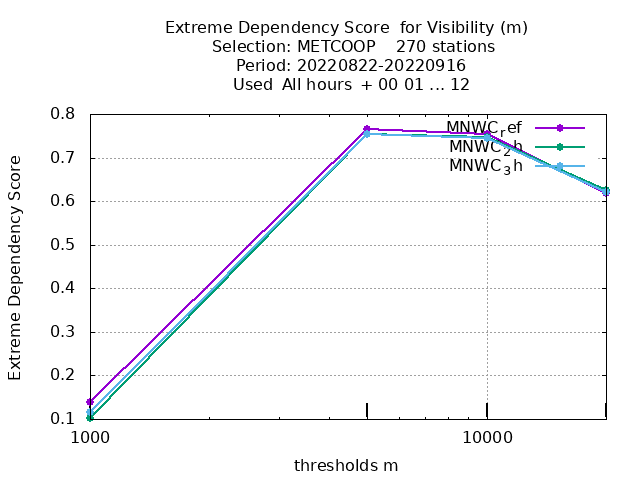 Extreme Dependency Score  for Visibility (m)
Selection: METCOOP    270 stations
Period: 20220822-20220916
Used  All hours  + 00 01 ... 12
Extreme Dependency Score
0.8
0.7
0.6
0.5
0.4
0.3
0.2
0.1
MNWC_ref
MNWC_2h
MNWC_3h
1000
10000
thresholds m